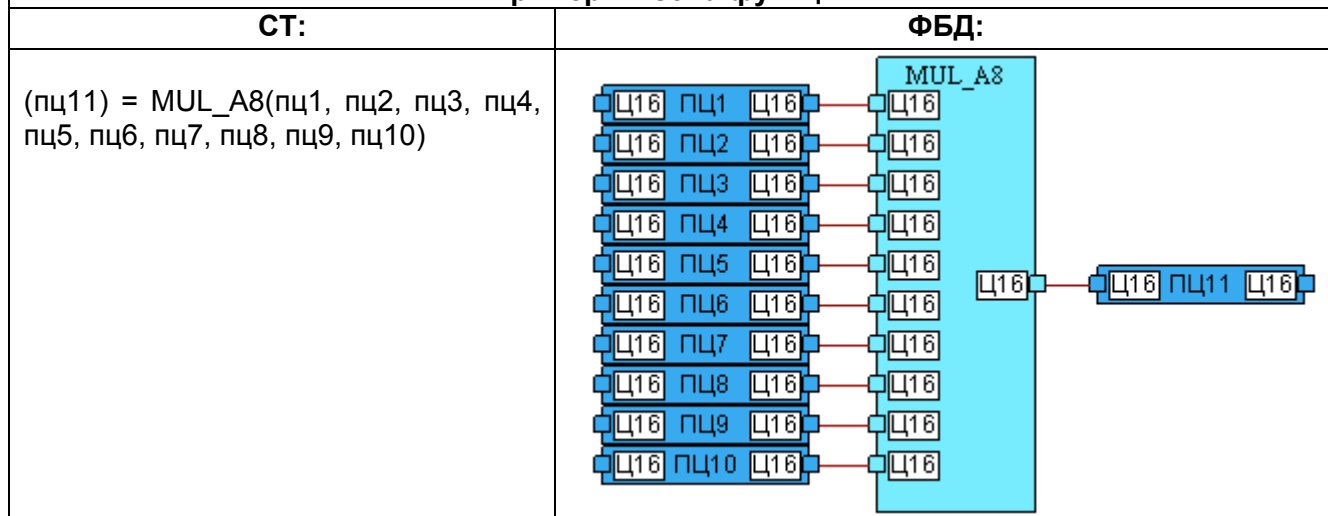 СТ:
ФБД:
(пц11) = MUL_A8(пц1, пц2, пц3, пц4,
пц5, пц6, пц7, пц8, пц9, пц10)
MUL_A8
Ц16 ПЦ1 Ц16 Ц16
Ц16 ПЦ2 Ц16 Ц16
Ц16 ПЦ3 Ц16 Ц16
Ц16 ПЦ4 Ц16 Ц16
Ц16 ПЦ5 Ц16 Ц16
Ц16 Ц16 ПЦ11 Ц16
Ц16 ПЦ6 Ц16 Ц16
Ц16 ПЦ7 Ц16 Ц16
Ц16 ПЦ8 Ц16 Ц16
Ц16 ПЦ9 Ц16 Ц16
Ц16 ПЦ10 Ц16 Ц16